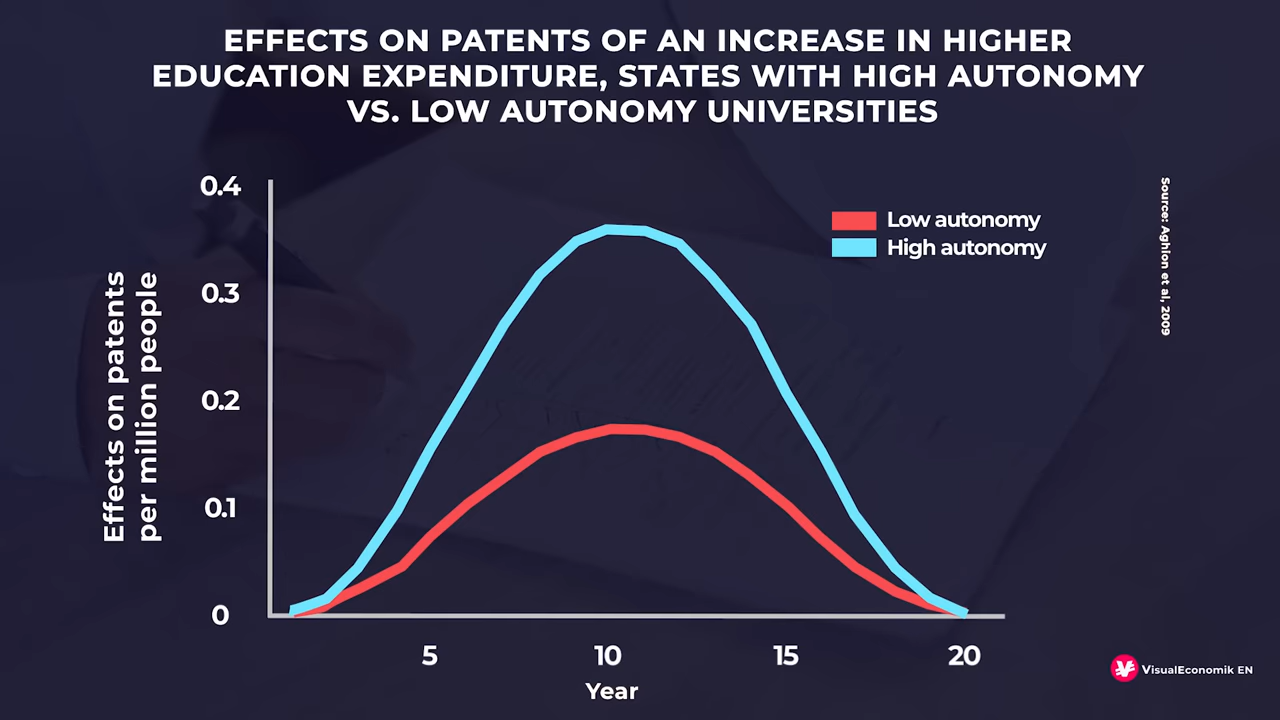 EFFECTS ON PATENTS OF AN INCREASE IN HIGHER
EDUCATION EXPENDITURE, STATES WITH HIGH AUTONOMY
VS. LOW AUTONOMY UNIVERSITIES
Effects on patents
per million people
0.4
0.3
0.2
0.1
0
5
10
15
20
Year
Low autonomy
High autonomy
Source: Aghion et al, 2009
VisualEconomik EN